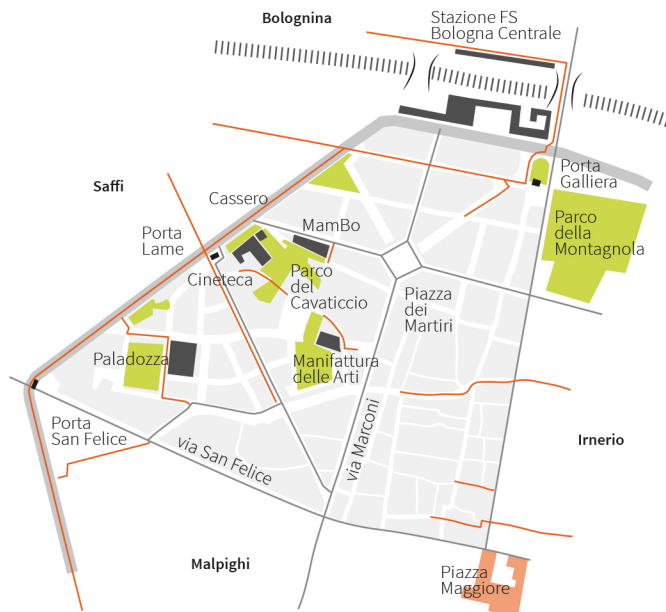 Bolognina
Stazione FS
Bologna Centrale
Saffi
Cassero
Porta
Galliera
Porta
Lame
MamBo
Parco
della
Montagnola
Cineteca
Parco
del
Cavaticcio
Piazza
dei
Martiri
Paladozza
Manifattura
delle Arti
Porta
San Felice
via San Felice
via Marconi
Irnerio
Malpighi
Piazza
Maggiore